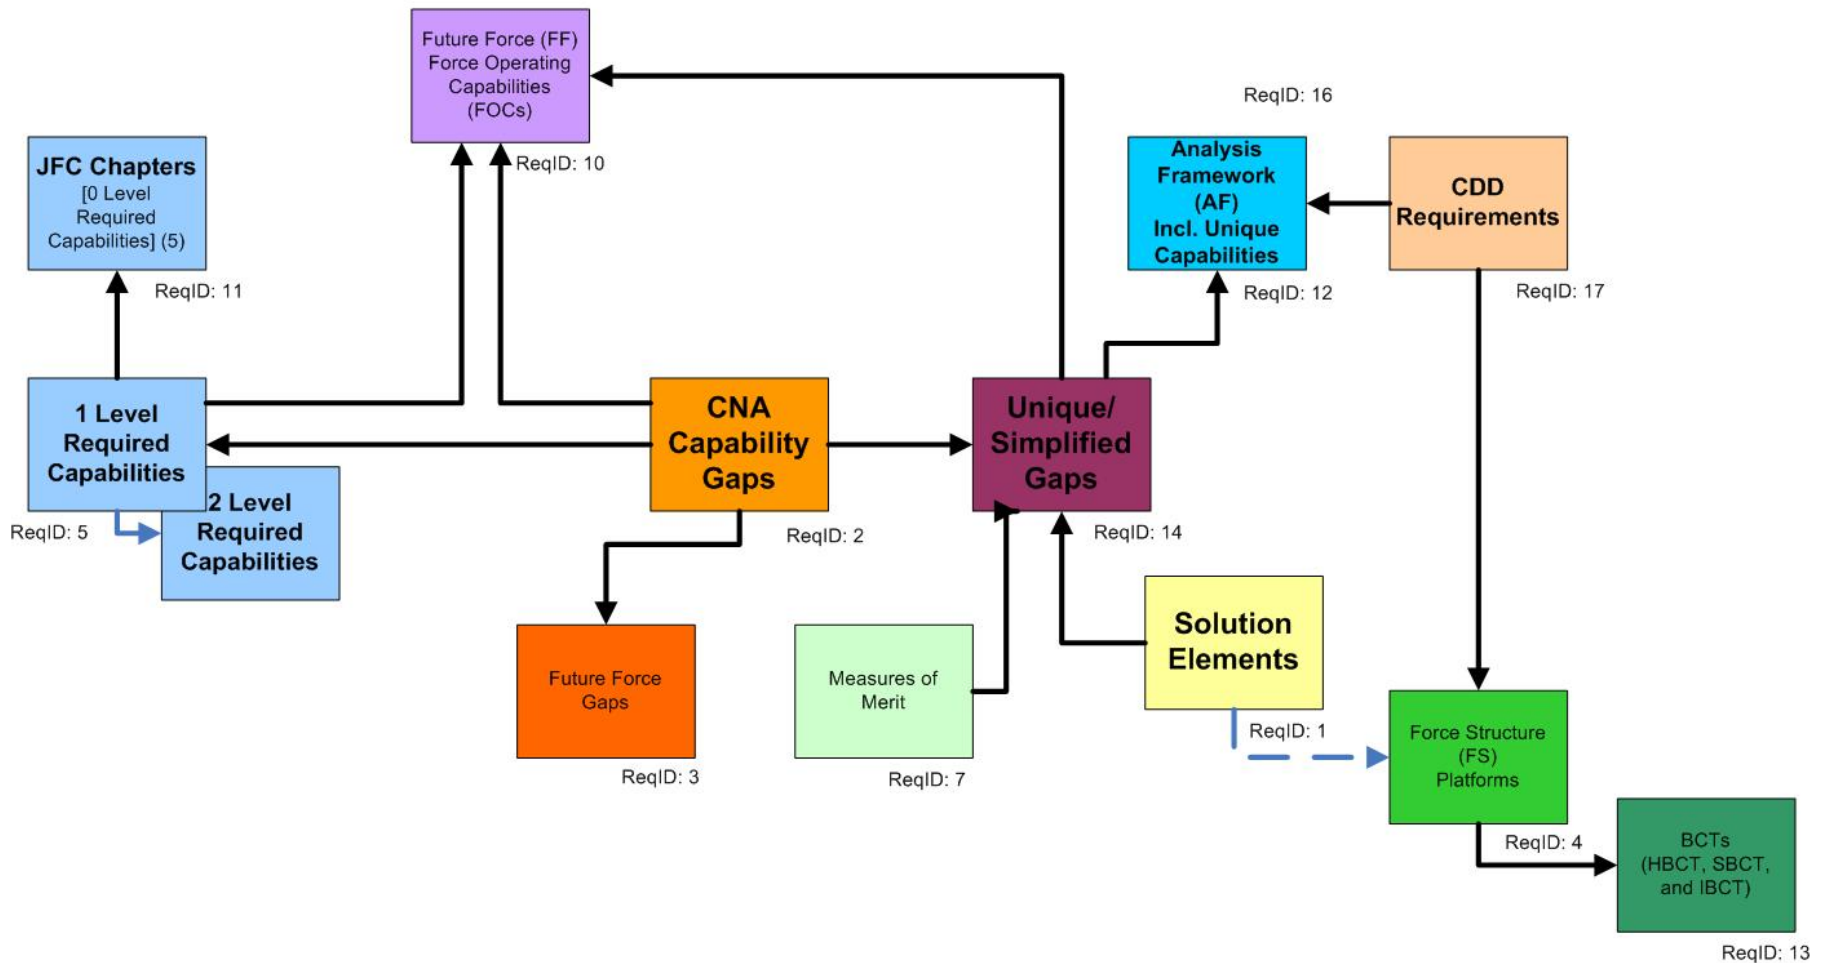 Future Force (FF)
Force Operating
Capabilities
(FOCs)
ReqID: 10
ReqID: 16
JFC Chapters
[0 Level
Required
Capabilities] (5)
ReqID: 11
Analysis
Framework
(AF)
Incl. Unique
Capabilities
ReqID: 12
CDD
Requirements
ReqID: 17
1 Level
Required
Capabilities
ReqID: 5
2 Level
Required
Capabilities
CNA
Capability
Gaps
ReqID: 2
Unique/
Simplified
Gaps
ReqID: 14
Future Force
Gaps
ReqID: 3
Measures of
Merit
ReqID: 7
Solution
Elements
ReqID: 1
Force Structure
(FS)
Platforms
ReqID: 4
BCTs
(HBCT, SBCT,
and IBCT)
ReqID: 13